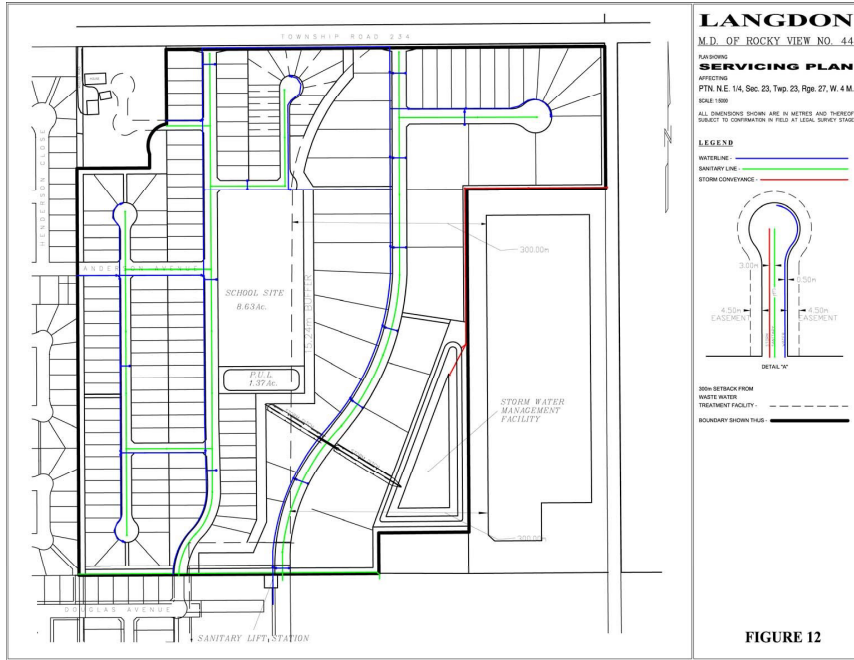 TOWNSHIP ROAD 234
HENDERSON CLOSE
ANDERSON AVENUE
300.00m
SCHOOL SITE
8.63Ac.
15.24m BUFFER
P.U.L.
1.37Ac.
STORM WATER
MANAGEMENT
FACILITY
300.00m
DOUGLAS AVENUE
SANITARY LIFT STATION
LANGDON
M.D. OF ROCKY VIEW NO. 44
PLAN SHOWING
SERVICING PLAN
AFFECTING
PTN. N.E. 1/4, Sec. 23, Twp. 23, Rge. 27, W. 4 M.
SCALE: 1:5000
ALL DIMENSIONS SHOWN ARE IN METRES AND THEREOF
SUBJECT TO CONFIRMATION IN FIELD AT LEGAL SURVEY STAGE
LEGEND
WATERLINE -
SANITARY LINE -
STORM CONVEYANCE -
3.00m
0.50m
4.50m
EASEMENT
4.50m
EASEMENT
STORM
SANITARY
WATER
DETAIL "A"
300m SETBACK FROM
WASTE WATER
TREATMENT FACILITY -
BOUNDARY SHOWN THUS -
FIGURE 12